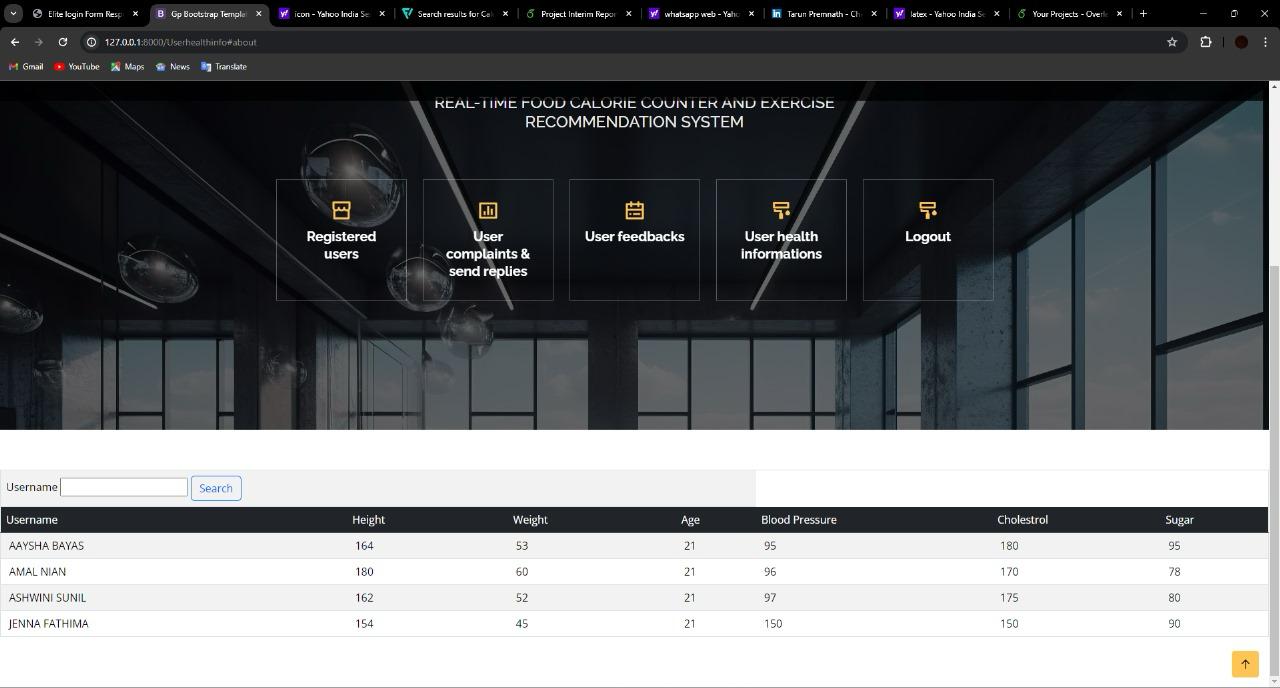 Elite login Form Resp
Gp Bootstrap Templa
icon - Yahoo India Se
Search results for Cal
Project Interim Repor
whatsapp web - Yaho
Tarun Premnath - Ch
latex - Yahoo India Se
Your Projects - Overl
127.0.0.1:8000/Userhealthinfo#about
Gmail YouTube Maps News Translate
REAL-TIME FOOD CALORIE COUNTER AND EXERCISE
RECOMMENDATION SYSTEM
Registered
users
User
complaints &
send replies
User feedbacks
User health
informations
Logout
Username Search
Username Height Weight Age Blood Pressure Cholestrol Sugar
AAYSHA BAYAS 164 53 21 95 180 95
AMAL NIAN 180 60 21 96 170 78
ASHWINI SUNIL 162 52 21 97 175 80
JENNA FATHIMA 154 45 21 150 150 90